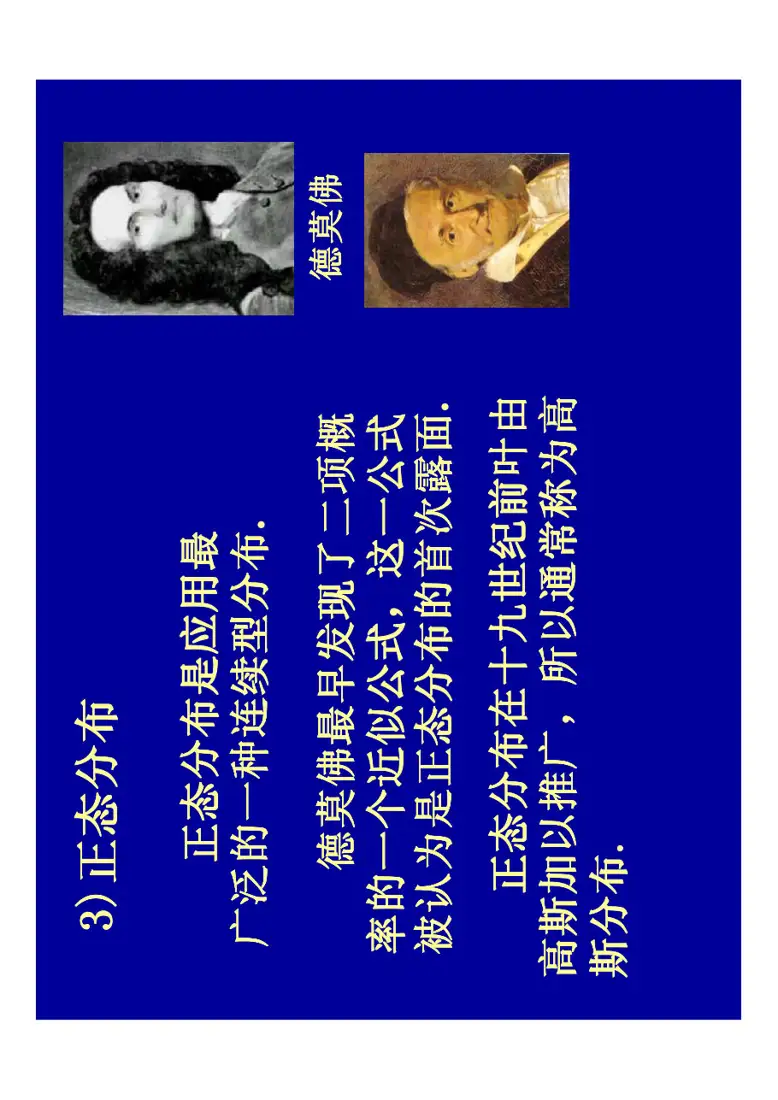 3) 正态分布
正态分布是应用最
广泛的一种连续型分布.
德莫佛
德莫佛最早发现了二项概
率的一个近似公式，这一公式
被认为是正态分布的首次露面.
正态分布在十九世纪前叶由
高斯加以推广，所以通常称为高
斯分布.